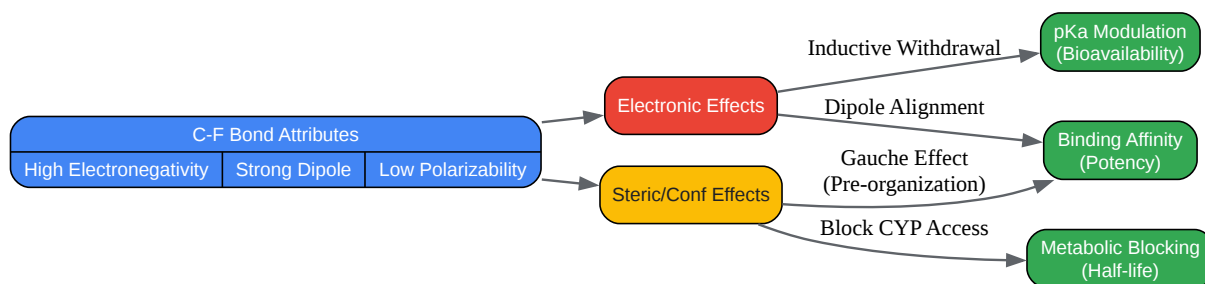 C-F Bond Attributes
High Electronegativity
Strong Dipole
Low Polarizability
Electronic Effects
Steric/Conf Effects
Inductive Withdrawal
Dipole Alignment
Gauche Effect
(Pre-organization)
Block CYP Access
pKa Modulation
(Bioavailability)
Binding Affinity
(Potency)
Metabolic Blocking
(Half-life)